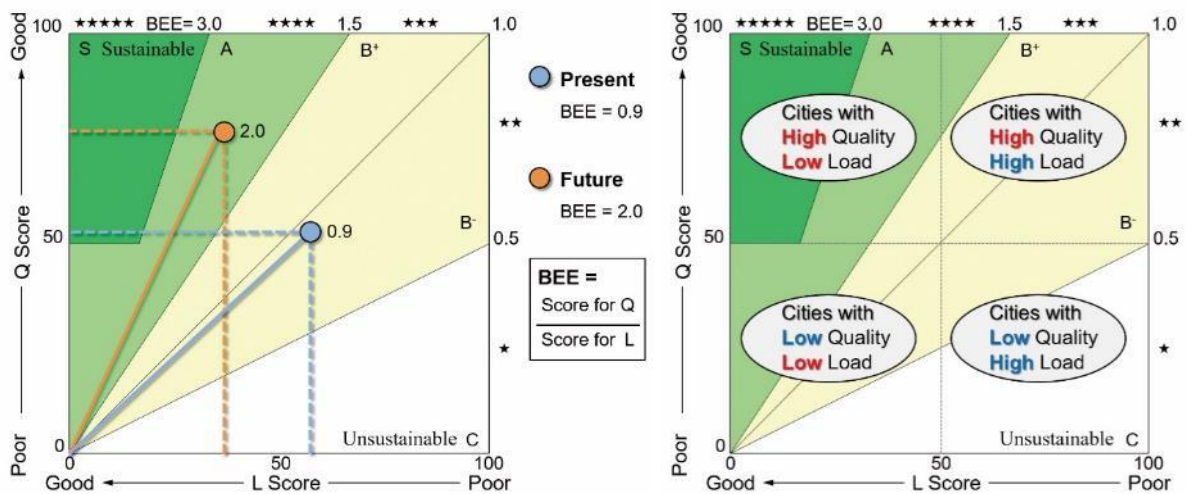 ★★★★★ BEE= 3.0 ★★★★ 1.5 ★★★ 1.0
100
Good
S Sustainable A B⁺
★★
B⁻
50
0.5
Q Score
★
Unsustainable C
0
Poor
0 50 100
Good L Score Poor
2.0
0.9
Present
BEE = 0.9
Future
BEE = 2.0
BEE =
Score for Q
Score for L
★★★★★ BEE= 3.0 ★★★★ 1.5 ★★★ 1.0
100
Good
S Sustainable A B⁺
Cities with
High Quality
Low Load
Cities with
High Quality
High Load
★★
B⁻
50
0.5
Q Score
Cities with
Low Quality
Low Load
Cities with
Low Quality
High Load
★
Unsustainable C
0
Poor
0 50 100
Good L Score Poor